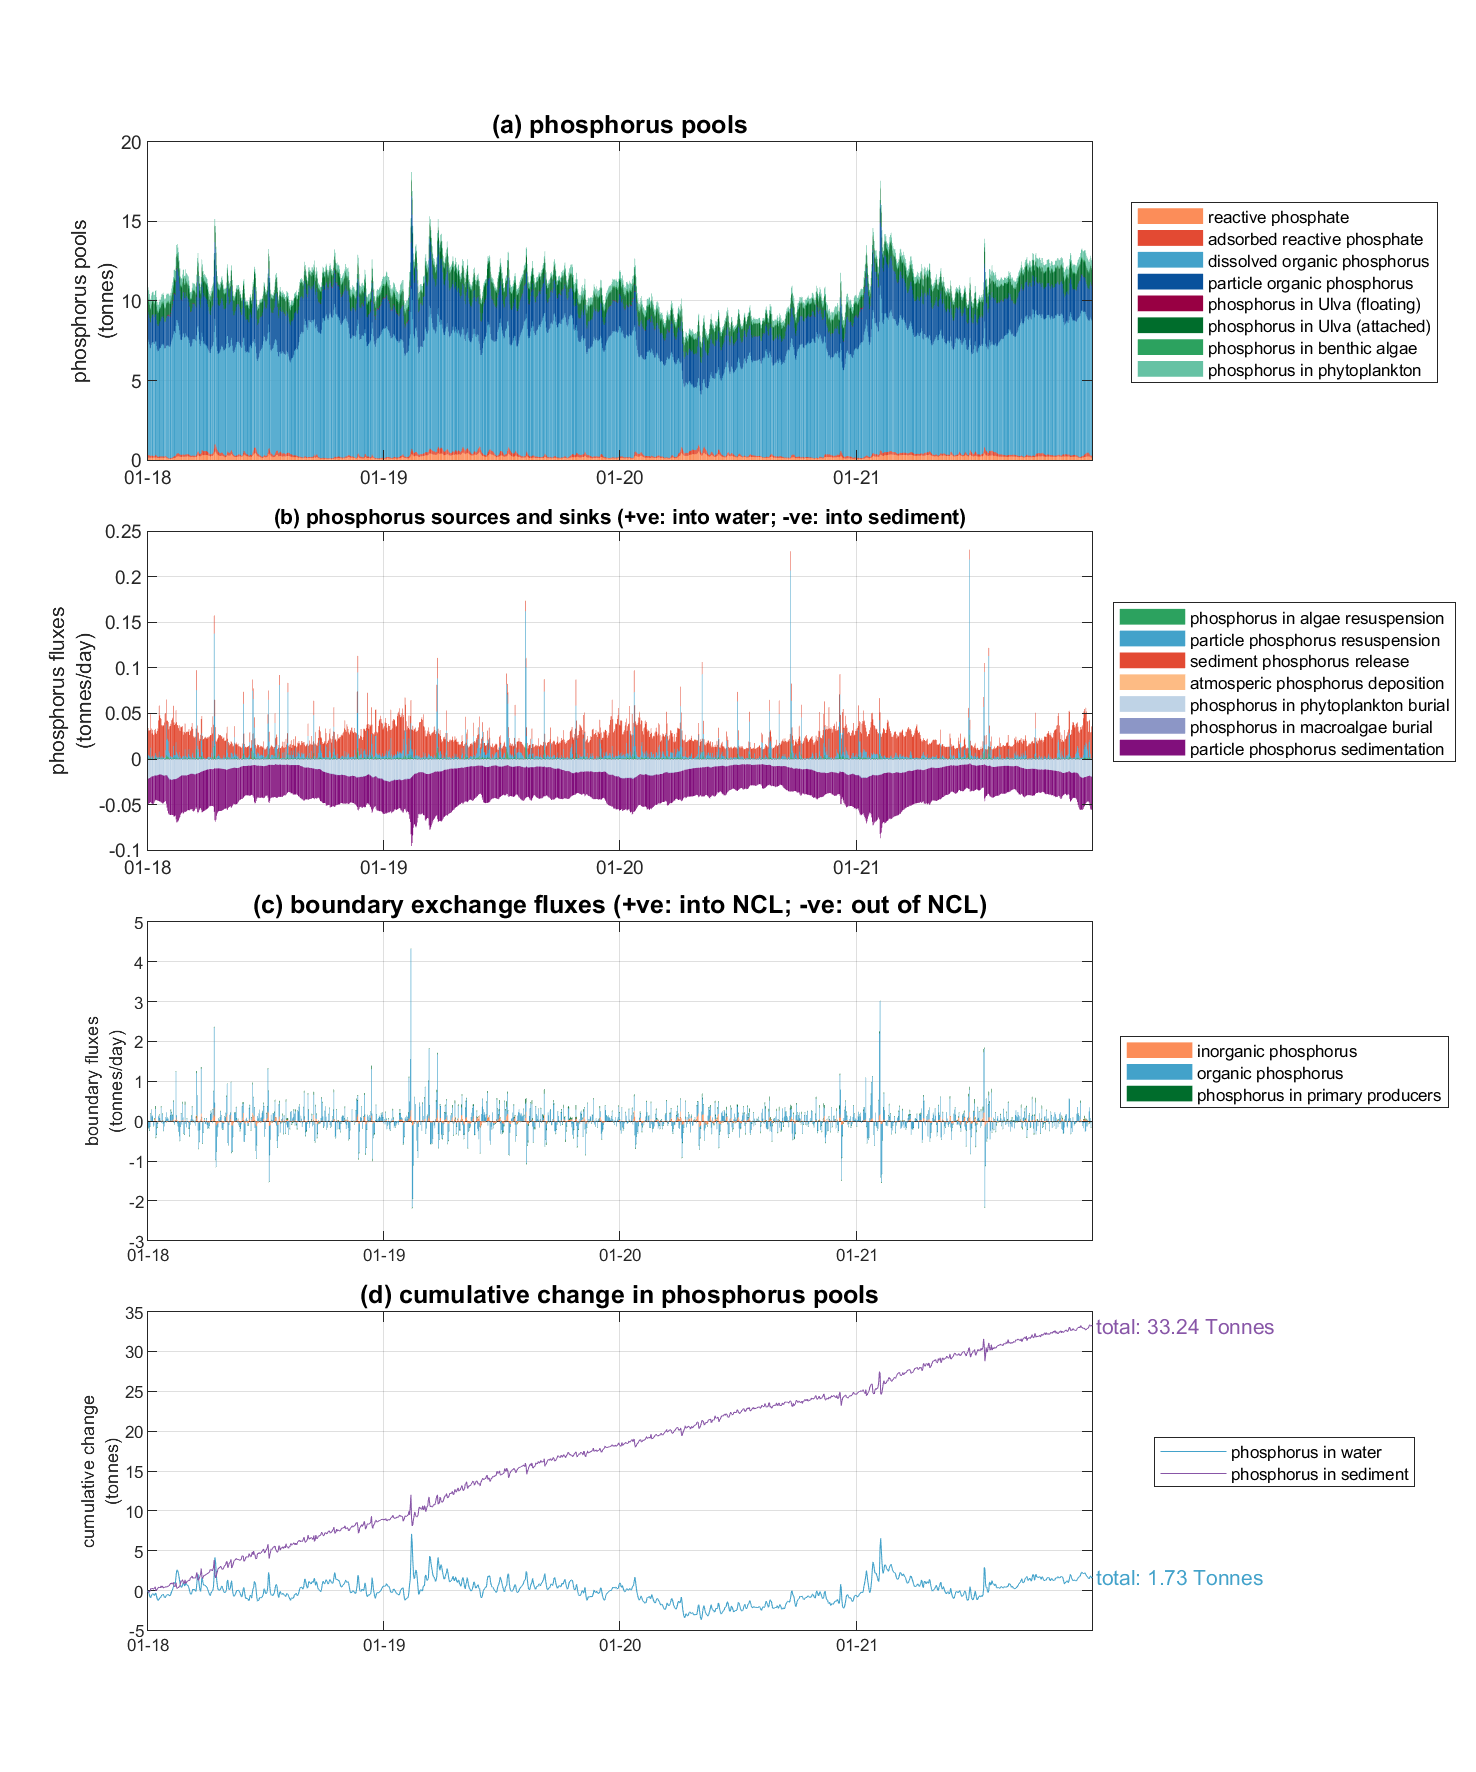 (a) phosphorus pools
phosphorus pools
(tonnes)
20
15
10
5
0
01-18
01-19
01-20
01-21
reactive phosphate
adsorbed reactive phosphate
dissolved organic phosphorus
particle organic phosphorus
phosphorus in Ulva (floating)
phosphorus in Ulva (attached)
phosphorus in benthic algae
phosphorus in phytoplankton
(b) phosphorus sources and sinks (+ve: into water; -ve: into sediment)
phosphorus fluxes
(tonnes/day)
0.25
0.2
0.15
0.1
0.05
0
-0.05
-0.1
01-18
01-19
01-20
01-21
phosphorus in algae resuspension
particle phosphorus resuspension
sediment phosphorus release
atmosperic phosphorus deposition
phosphorus in phytoplankton burial
phosphorus in macroalgae burial
particle phosphorus sedimentation
(c) boundary exchange fluxes (+ve: into NCL; -ve: out of NCL)
boundary fluxes
(tonnes/day)
5
4
3
2
1
0
-1
-2
-3
01-18
01-19
01-20
01-21
inorganic phosphorus
organic phosphorus
phosphorus in primary producers
(d) cumulative change in phosphorus pools
cumulative change
(tonnes)
35
30
25
20
15
10
5
0
-5
01-18
01-19
01-20
01-21
total: 33.24 Tonnes
total: 1.73 Tonnes
phosphorus in water
phosphorus in sediment